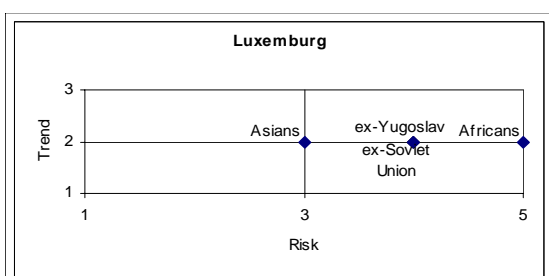 Luxemburg
3
Asians
ex-Yugoslav
Africans
Trend
2
ex-Soviet
Union
1
1
3
5
Risk